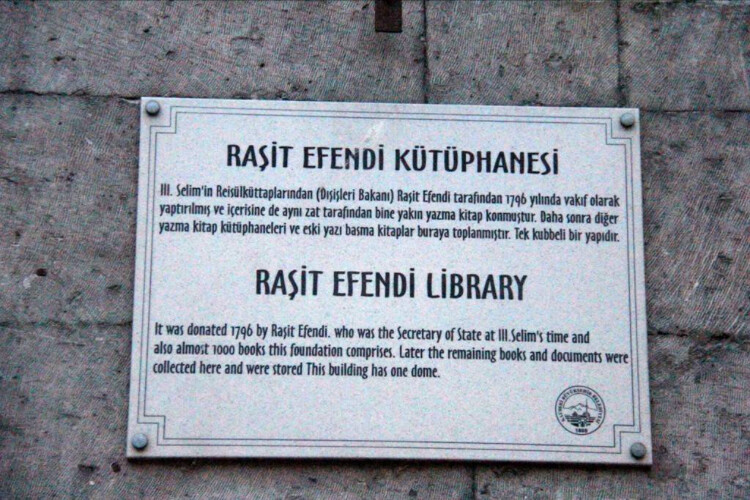 RAŞİT EFENDİ KÜTÜPHANESİ
III. Selim'in Reisülküttaplarından (Dışişleri Bakanı) Raşit Efendi tarafından 1796 yılında vakıf olarak
yaptırılmış ve içerisine de aynı zat tarafından bine yakın yazma kitap konmuştur. Daha sonra diğer
yazma kitap kütüphaneleri ve eski yazı basma kitaplar buraya toplanmıştır. Tek kubbeli bir yapıdır.
RAŞİT EFENDİ LİBRARY
It was donated 1796 by Raşit Efendi. who was the Secretary of State at III.Selim's time and
also almost 1000 books this foundation comprises. Later the remaining books and documents were
collected here and were stored This building has one dome.